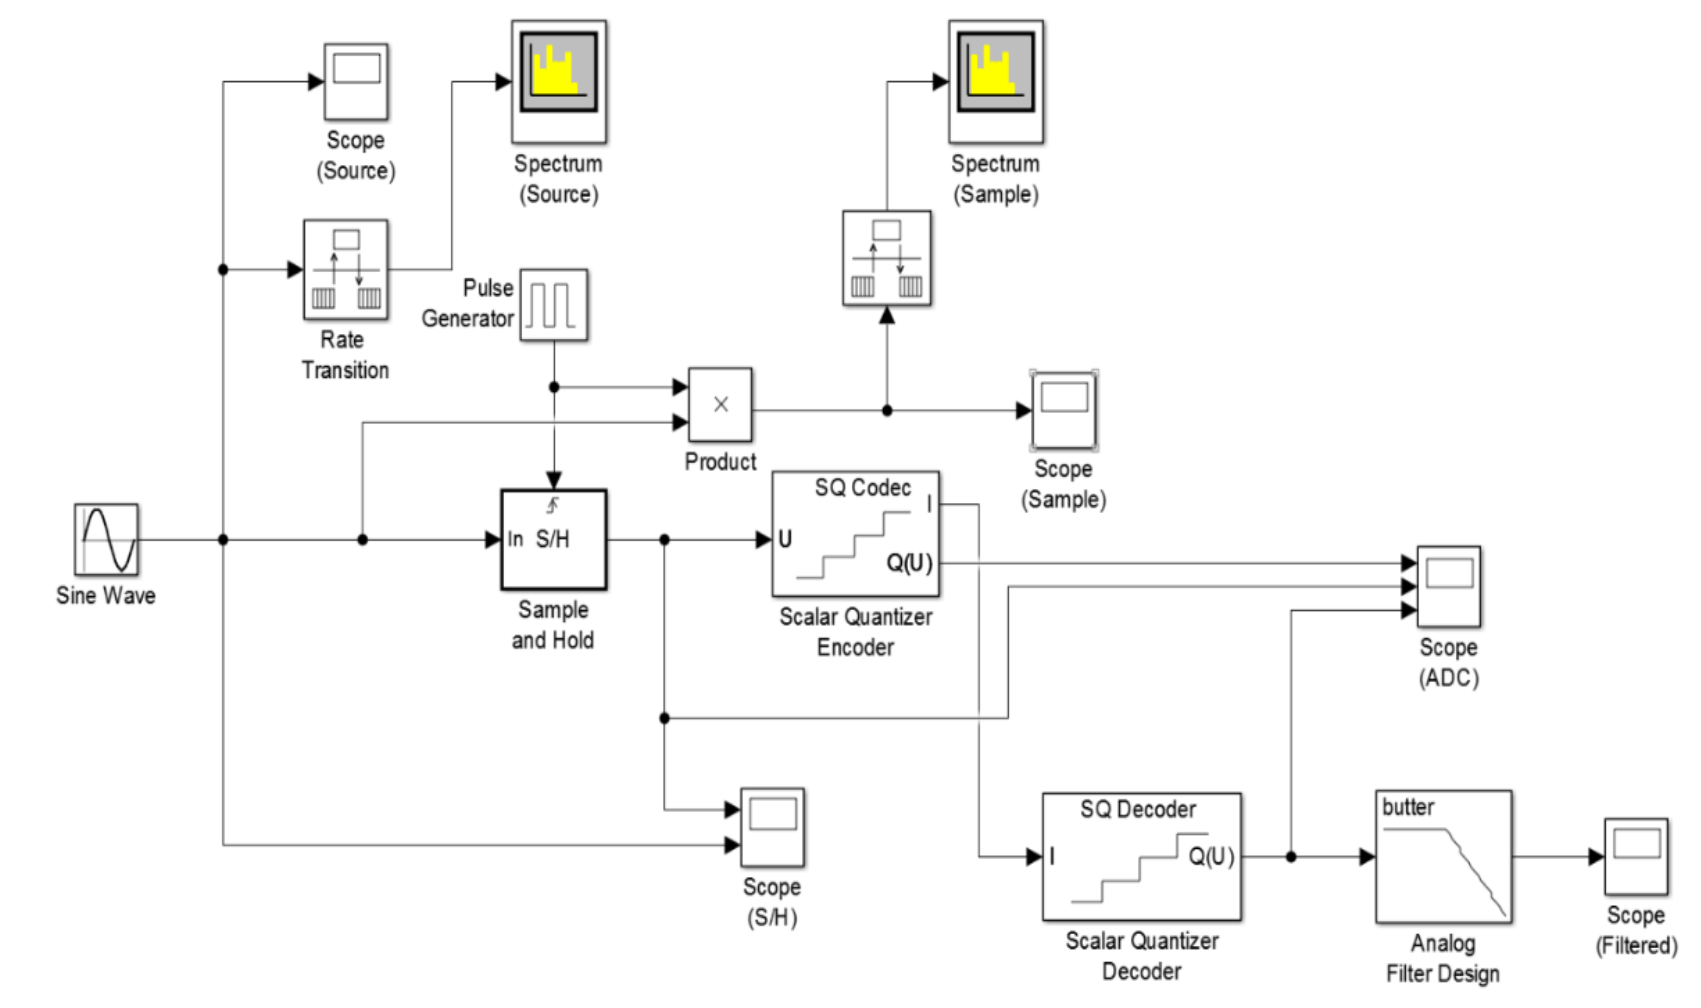 Scope
(Source)
Spectrum
(Source)
Spectrum
(Sample)
Rate
Transition
Pulse
Generator
×
Product
Scope
(Sample)
Sine Wave
In S/H
Sample
and Hold
SQ Codec
I
U
Q(U)
Scalar Quantizer
Encoder
Scope
(ADC)
Scope
(S/H)
SQ Decoder
I
Q(U)
Scalar Quantizer
Decoder
butter
Analog
Filter Design
Scope
(Filtered)